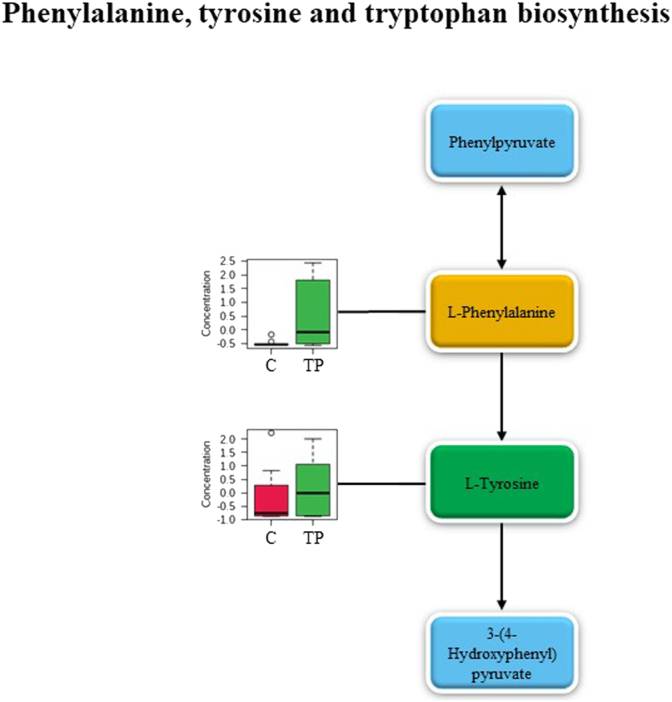 Phenylalanine, tyrosine and tryptophan biosynthesis
Phenylpyruvate
Concentration
2.5
2.0
1.5
1.0
0.5
0.0
-0.5
C TP
L-Phenylalanine
Concentration
2.0
1.5
1.0
0.5
0.0
-0.5
-1.0
C TP
L-Tyrosine
3-(4-
Hydroxyphenyl)
pyruvate